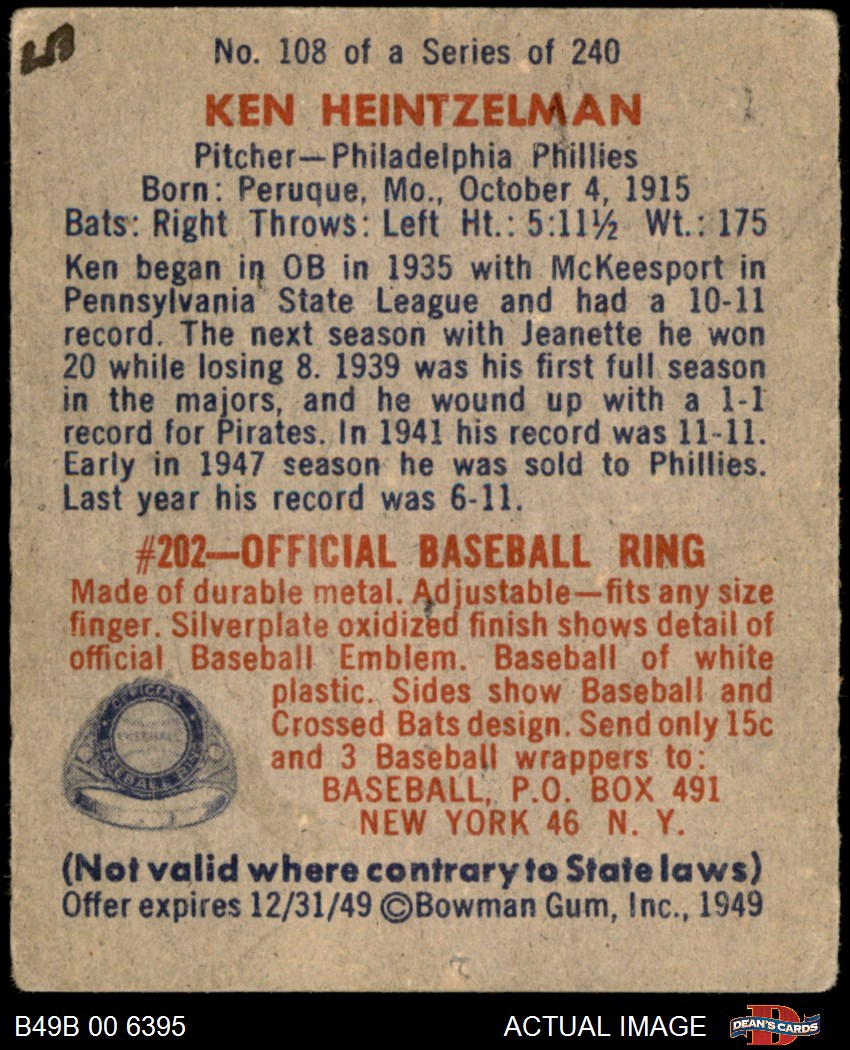 5
No. 108 of a Series of 240
KEN HEINTZELMAN
Pitcher—Philadelphia Phillies
Born: Peruque, Mo., October 4, 1915
Bats: Right Throws: Left Ht.: 5:11½ Wt.: 175
Ken began in OB in 1935 with McKeesport in
Pennsylvania State League and had a 10-11
record. The next season with Jeanette he won
20 while losing 8. 1939 was his first full season
in the majors, and he wound up with a 1-1
record for Pirates. In 1941 his record was 11-11.
Early in 1947 season he was sold to Phillies.
Last year his record was 6-11.
#202—OFFICIAL BASEBALL RING
Made of durable metal. Adjustable—fits any size
finger. Silverplate oxidized finish shows detail of
official Baseball Emblem. Baseball of white
plastic. Sides show Baseball and
Crossed Bats design. Send only 15c
and 3 Baseball wrappers to:
BASEBALL, P.O. BOX 491
NEW YORK 46 N. Y.
OFFICIAL
BASEBALL RING
(Not valid where contrary to State laws)
Offer expires 12/31/49 ©Bowman Gum, Inc., 1949
B49B 00 6395
ACTUAL IMAGE
D
DEAN'S CARDS